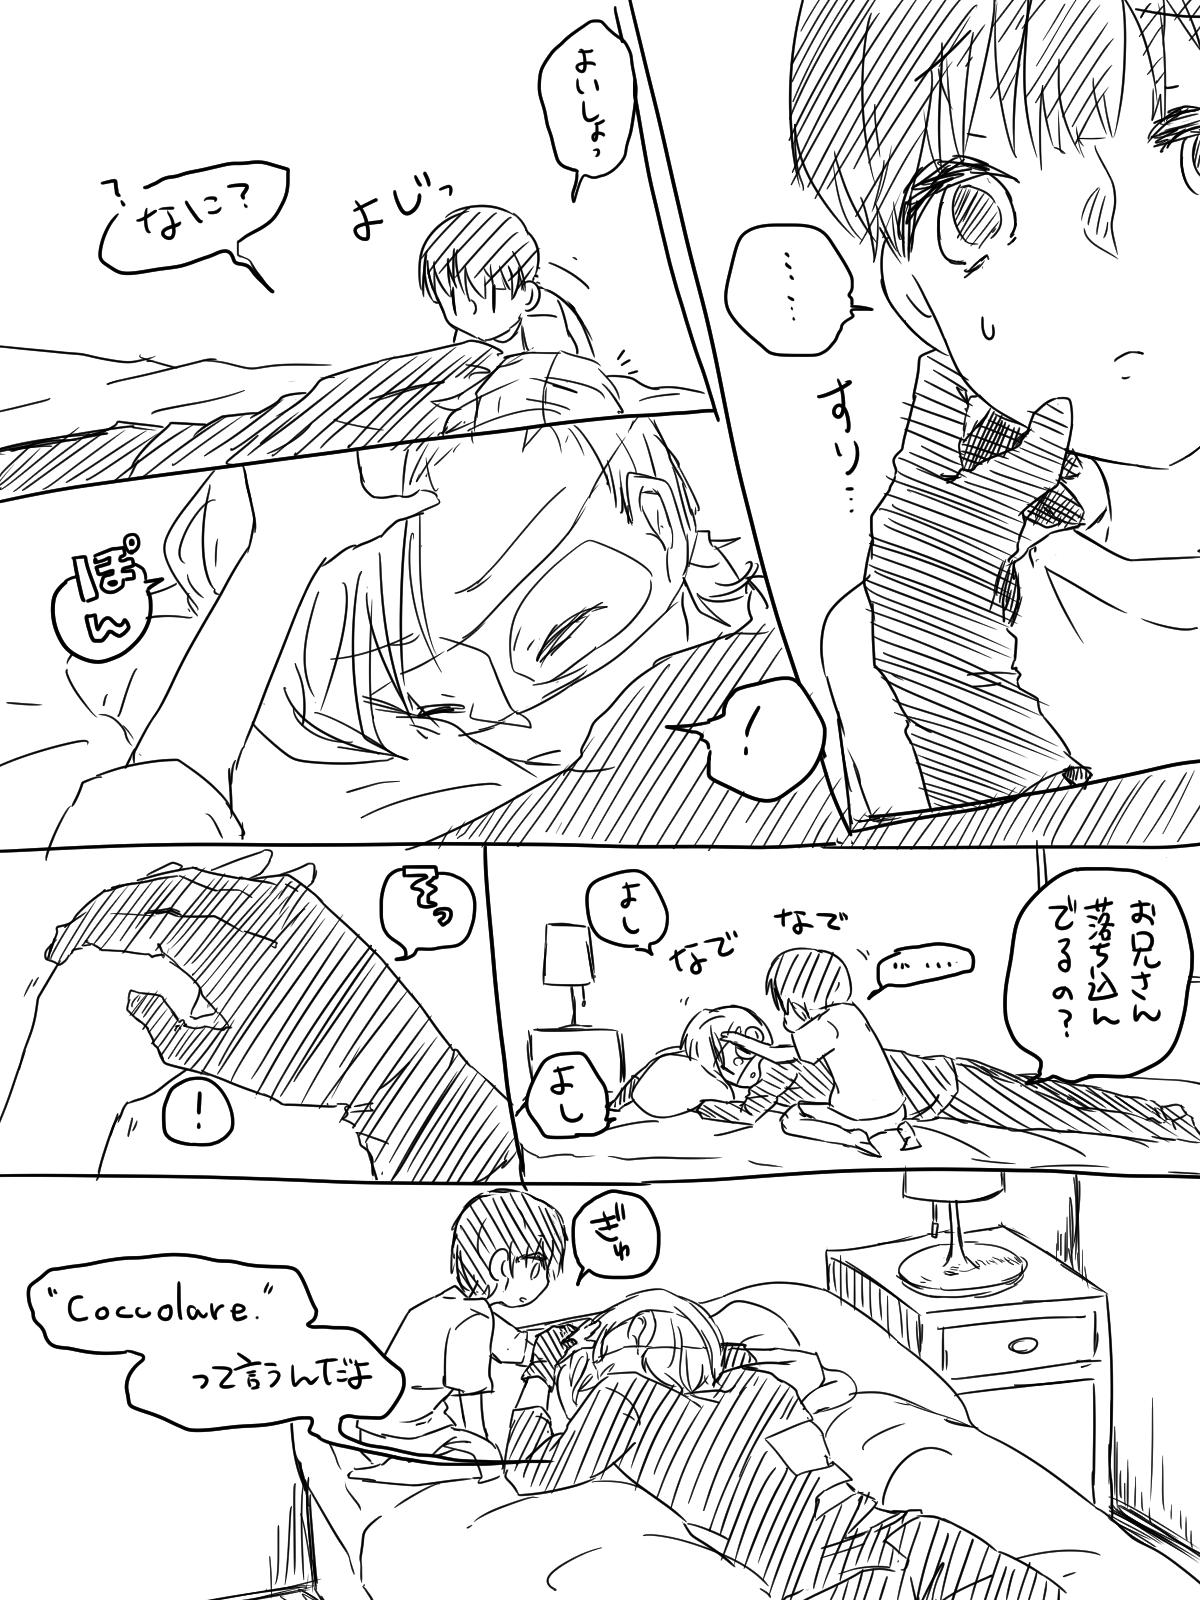 ……
すり…
よいしょっ
よじっ
?
なに?
!
ぽん
お兄さん
落ち込ん
でるの?
……
なで
なで
よし
よし
そっ
!
ぎゅ
"Coccolare."
って言うんだよ